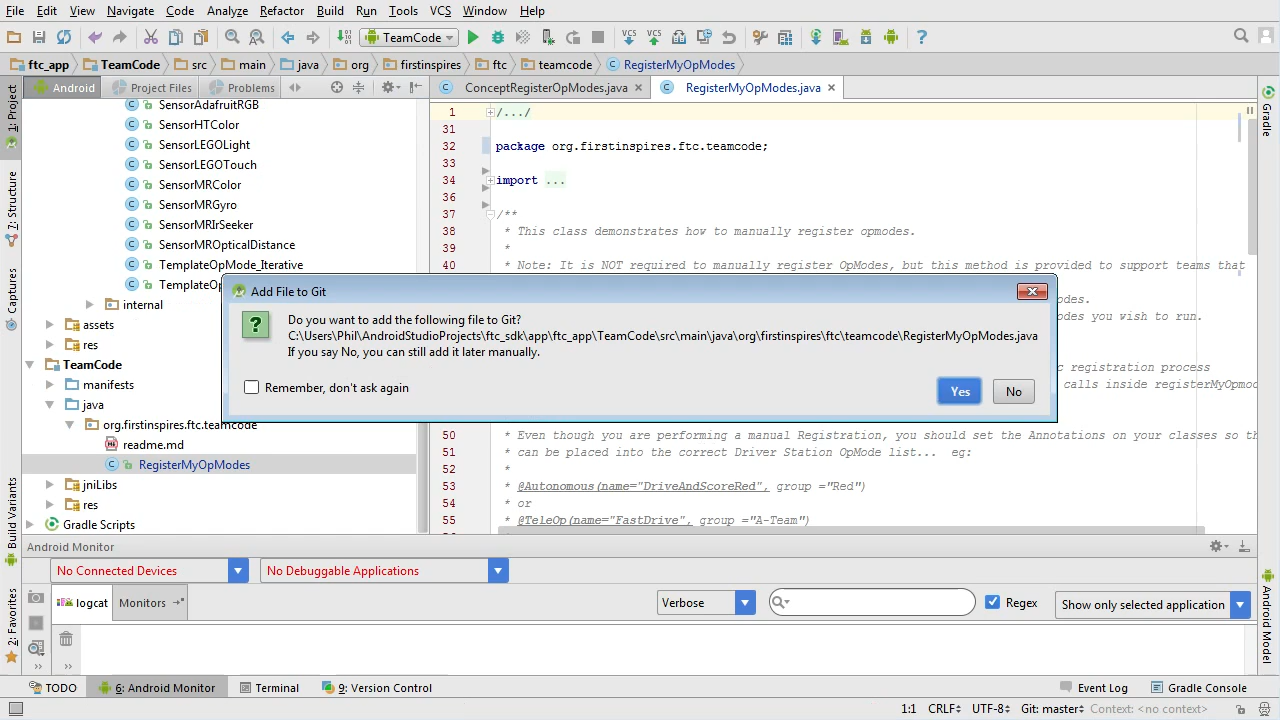 File Edit View Navigate Code Analyze Refactor Build Run Tools VCS Window Help
TeamCode
ftc_app TeamCode src main java org firstinspires ftc teamcode RegisterMyOpModes
Android Project Files Problems ConceptRegisterOpModes.java RegisterMyOpModes.java
1: Project
7: Structure
Captures
Build Variants
2: Favorites
SensorAdafruitRGB
SensorHTColor
SensorLEGOLight
SensorLEGOTouch
SensorMRColor
SensorMRGyro
SensorMRIrSeeker
SensorMROpticalDistance
TemplateOpMode_Iterative
TemplateOp
internal
assets
res
TeamCode
manifests
java
org.firstinspires.ftc.teamcode
readme.md
RegisterMyOpModes
jniLibs
res
Gradle Scripts
1 /.../
31
32 package org.firstinspires.ftc.teamcode;
33
34 import ...
36
37 /**
38 * This class demonstrates how to manually register opmodes.
39 *
40 * Note: It is NOT required to manually register OpModes, but this method is provided to support teams that
odes.
odes you wish to run.
c registration process
calls inside registerMyOpmod
50 * Even though you are performing a manual Registration, you should set the Annotations on your classes so th
51 * can be placed into the correct Driver Station OpMode list... eg:
52 *
53 * @Autonomous(name="DriveAndScoreRed", group ="Red")
54 * or
55 * @TeleOp(name="FastDrive", group ="A-Team")
Add File to Git
Do you want to add the following file to Git?
C:\Users\Phil\AndroidStudioProjects\ftc_sdk\app\ftc_app\TeamCode\src\main\java\org\firstinspires\ftc\teamcode\RegisterMyOpModes.java
If you say No, you can still add it later manually.
Remember, don't ask again
Yes No
Gradle
Android Model
Android Monitor
No Connected Devices No Debuggable Applications
logcat Monitors Verbose Regex Show only selected application
TODO 6: Android Monitor Terminal 9: Version Control Event Log Gradle Console
1:1 CRLF UTF-8 Git: master Context: <no context>